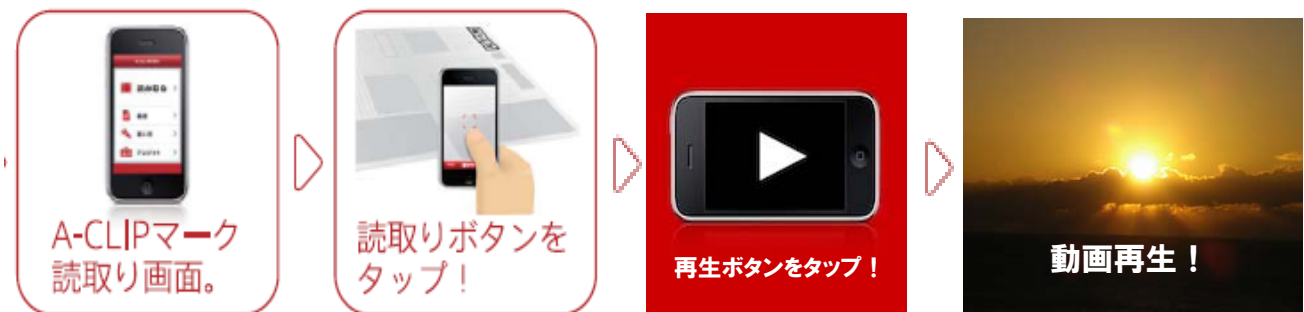 A-CLIPマーク
読取り画面。
読取りボタンを
タップ！
再生ボタンをタップ！
動画再生！